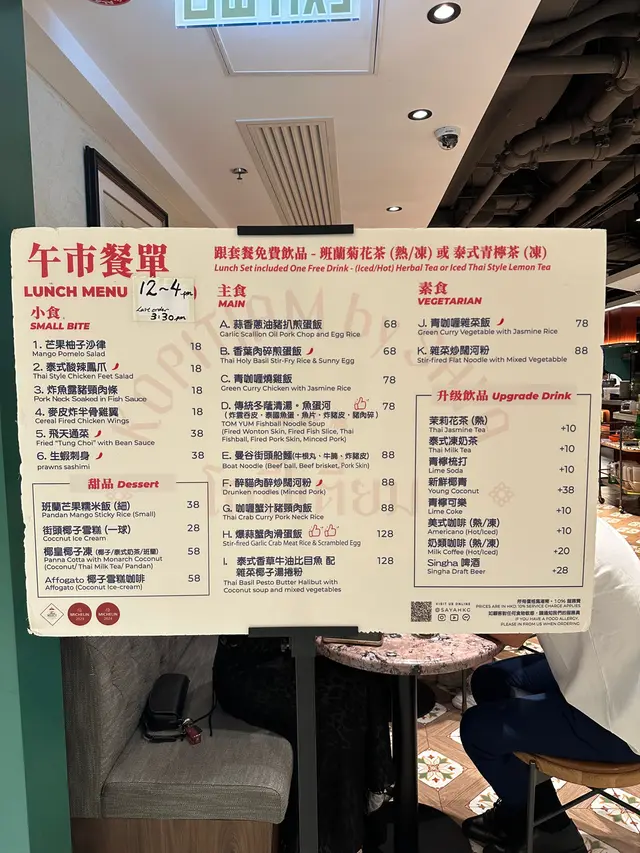 午市餐單
LUNCH MENU
12~4pm
Last order
3:30pm
跟套餐免費飲品 - 班蘭菊花茶 (熱/凍) 或 泰式青檸茶 (凍)
Lunch Set included One Free Drink - (Iced/Hot) Herbal Tea or Iced Thai Style Lemon Tea
小食
SMALL BITE
1. 芒果柚子沙律 18
Mango Pomelo Salad
2. 泰式酸辣鳳爪 18
Thai Style Chicken Feet Salad
3. 炸魚露豬頸肉條 18
Pork Neck Soaked in Fish Sauce
4. 麥皮炸半骨雞翼 18
Cereal Fired Chicken Wings
5. 飛天通菜 38
Fried "Tung Choi" with Bean Sauce
6. 生蝦刺身 38
prawns sashimi
甜品 Dessert
班蘭芒果糯米飯 (細) 38
Pandan Mango Sticky Rice (Small)
街頭椰子雪糕 (一球) 28
Coconut Ice Cream
椰皇椰子凍 (椰子/泰式奶茶/班蘭) 58
Panna Cotta with Monarch Coconut
(Coconut/ Thai Milk Tea/ Pandan)
Affogato 椰子雪糕咖啡 58
Affogato (Coconut Ice-cream)
主食
MAIN
A. 蒜香蔥油豬扒煎蛋飯 68
Garlic Scallion Oil Pork Chop and Egg Rice
B. 香葉肉碎煎蛋飯 68
Thai Holy Basil Stir-Fry Rice & Sunny Egg
C. 青咖喱燒雞飯 78
Green Curry Chicken with Jasmine Rice
D. 傳統冬蔭清湯。魚蛋河 78
(炸雲吞皮、泰國魚蛋、魚片、炸豬皮、豬肉碎)
TOM YUM Fishball Noodle Soup
(Fired Wonton Skin, Fired Fish Slice, Thai
Fishball, Fired Pork Skin, Minced Pork)
E. 曼谷街頭船麵 (牛根丸、牛腩、炸豬皮) 88
Boat Noodle (Beef ball, Beef brisket, Pork Skin)
F. 醉貓肉碎炒闊河粉 88
Drunken noodles (Minced Pork)
G. 咖喱蟹汁豬頸肉飯 88
Thai Crab Curry Pork Neck Rice
H. 爆蒜蟹肉滑蛋飯 128
Stir-fried Garlic Crab Meat Rice & Scrambled Egg
I. 泰式香草牛油比目魚 配 128
雜菜椰子湯捲粉
Thai Basil Pesto Butter Halibut with
Coconut soup and mixed vegetables
素食
VEGETARIAN
J. 青咖喱雜菜飯 78
Green Curry Vegetable with Jasmine Rice
K. 雜菜炒闊河粉 88
Stir-fired Flat Noodle with Mixed Vegetabble
升級飲品 Upgrade Drink
茉莉花茶 (熱) +10
Thai Jasmine Tea
泰式凍奶茶 +10
Thai Milk Tea
青檸梳打 +10
Lime Soda
新鮮椰青 +38
Young Coconut
青檸可樂 +10
Lime Coke
美式咖啡 (熱/凍) +10
Americano (Hot/Iced)
奶類咖啡 (熱/凍) +20
Milk Coffee (Hot/Iced)
Singha 啤酒 +28
Singha Draft Beer
MICHELIN
MICHELIN
VISIT US ONLINE
@SAYAHKG
PRICES ARE IN HKD. 10% SERVICE CHARGE APPLIES.
IF YOU HAVE A FOOD ALLERGY,
PLEASE INFROM US WHEN ORDERING.